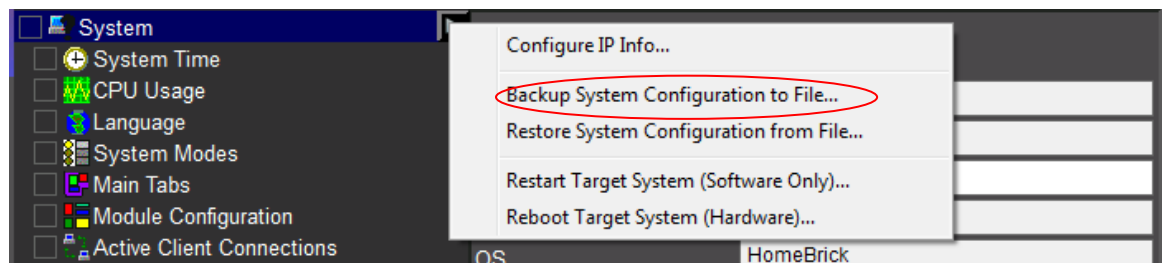 System
System Time
CPU Usage
Language
System Modes
Main Tabs
Module Configuration
Active Client Connections
Configure IP Info...
Backup System Configuration to File...
Restore System Configuration from File...
Restart Target System (Software Only)...
Reboot Target System (Hardware)...
OS
HomeBrick